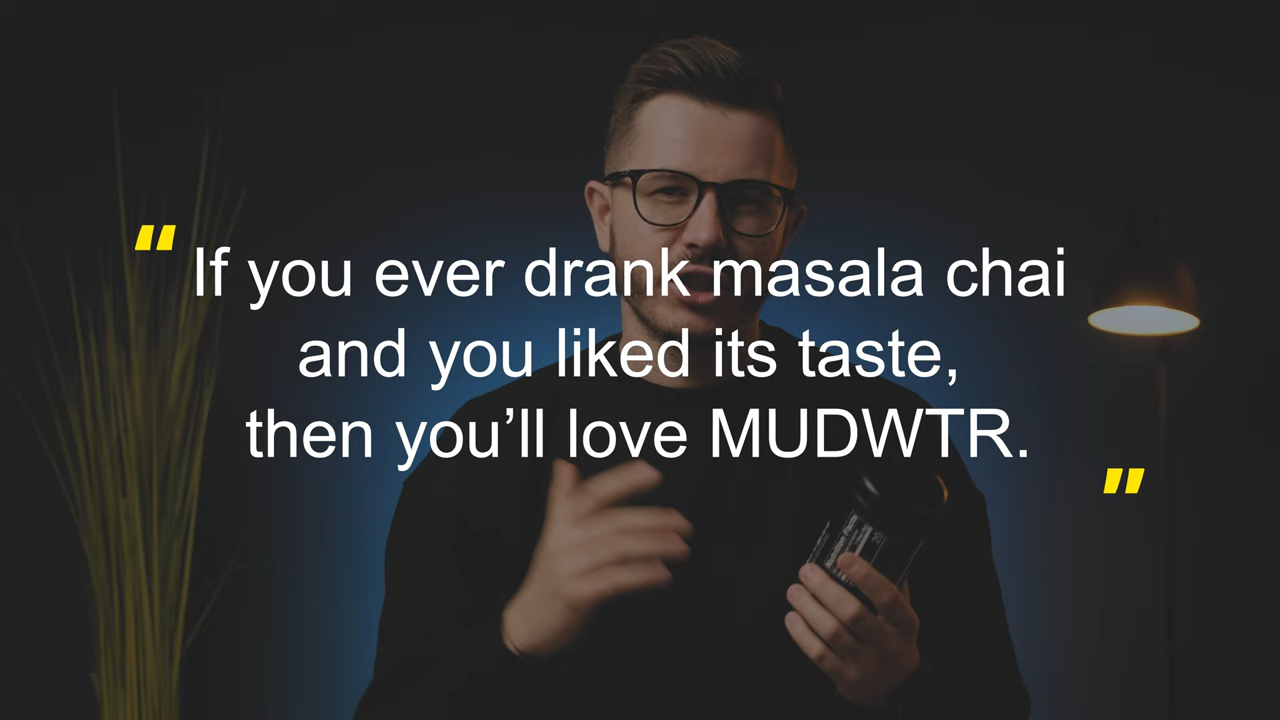 " If you ever drank masala chai
and you liked its taste,
then you’ll love MUDWTR.
"